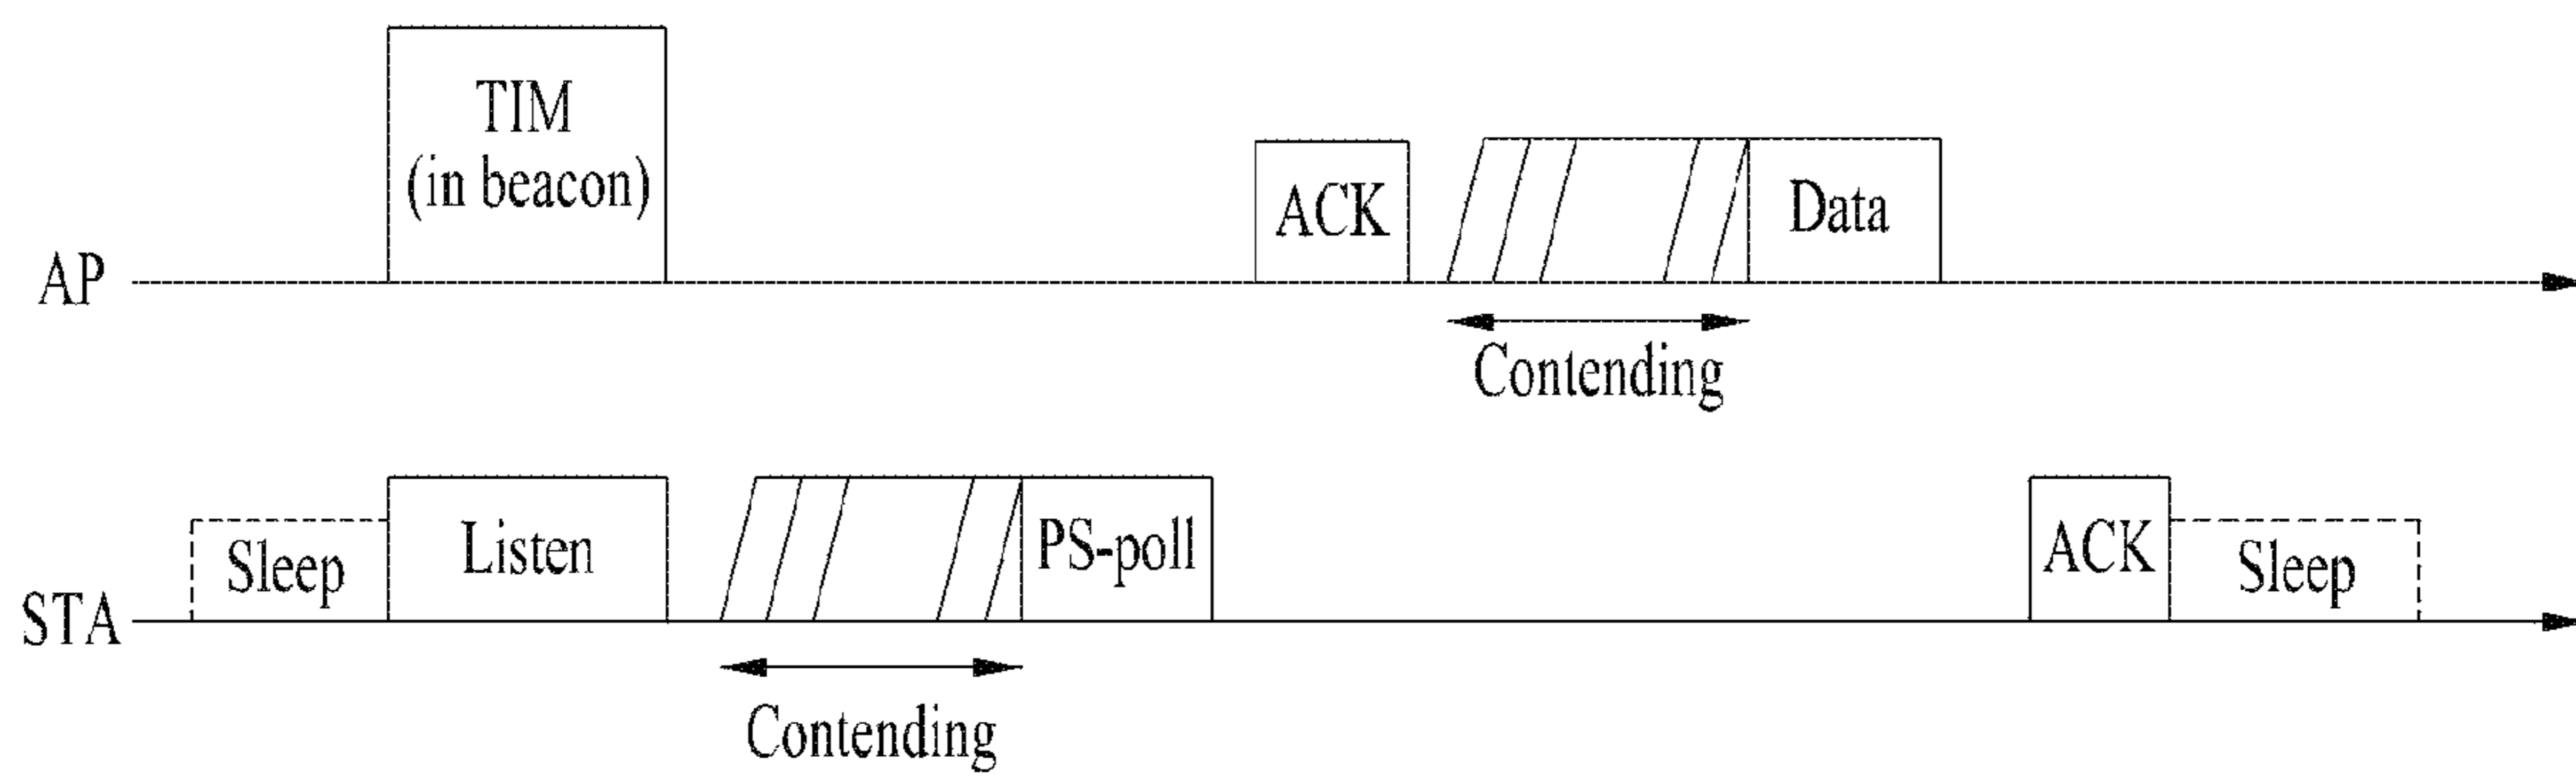 TIM
(in beacon)
ACK
Data
AP
Contending
Sleep
Listen
PS-poll
ACK
Sleep
STA
Contending